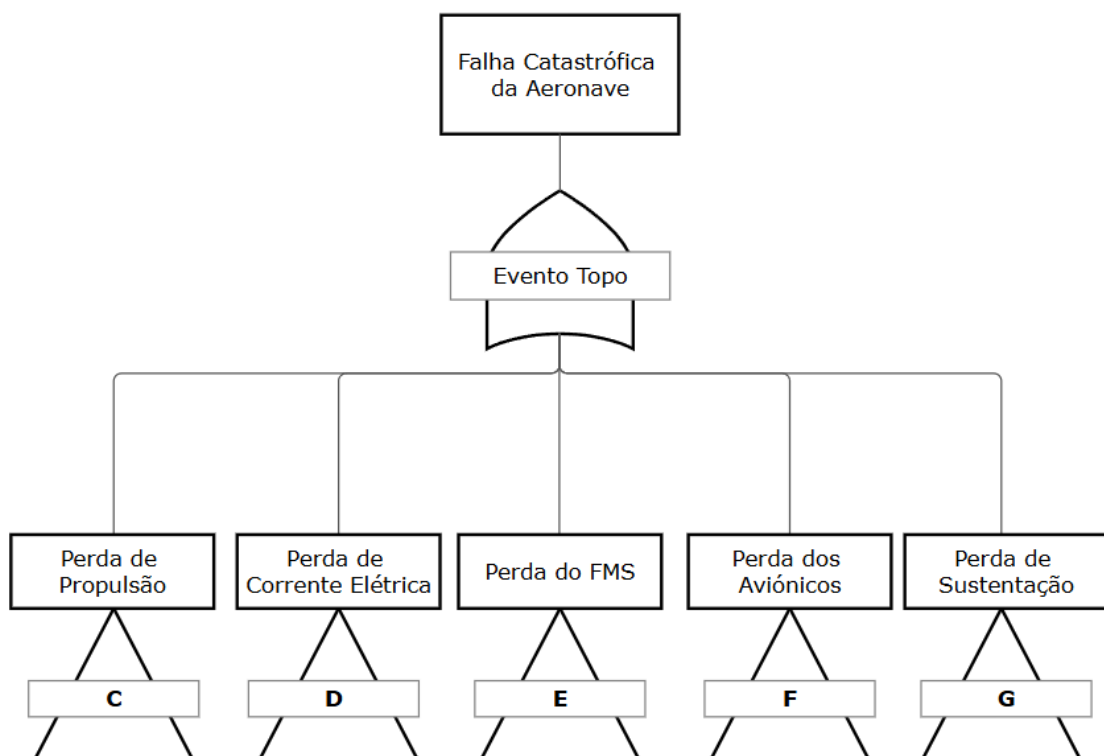 Falha Catastrófica
da Aeronave
Evento Topo
Perda de
Propulsão
Perda de
Corrente Elétrica
Perda do FMS
Perda dos
Aviónicos
Perda de
Sustentação
C
D
E
F
G